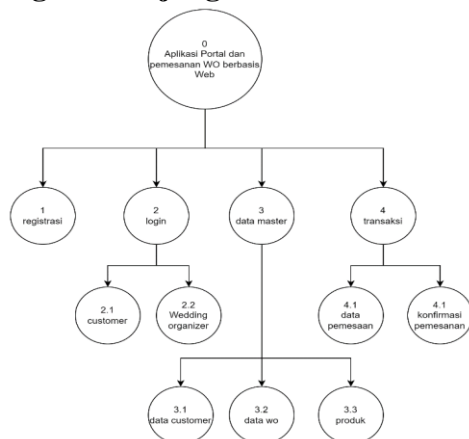 0
Aplikasi Portal dan
pemesanan WO berbasis
Web
1
registrasi
2
login
3
data master
4
transaksi
2.1
customer
2.2
Wedding
organizer
4.1
data
pemesaan
4.1
konfirmasi
pemesanan
3.1
data customer
3.2
data wo
3.3
produk